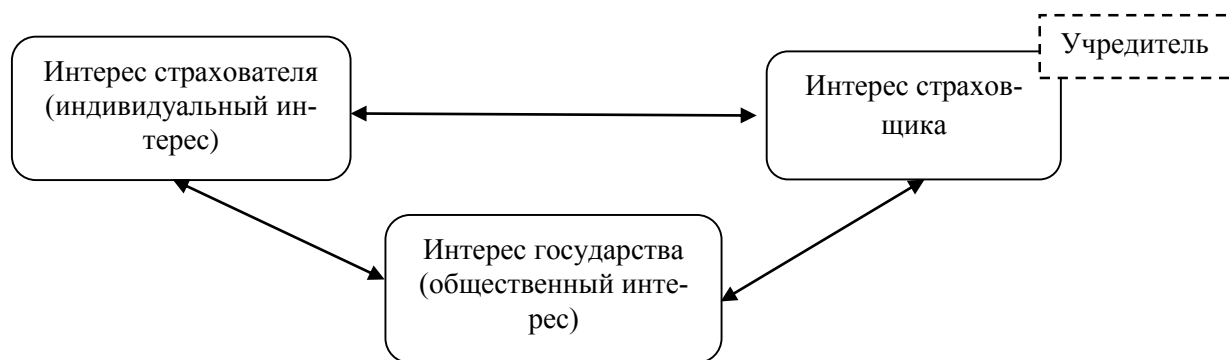 Учредитель
Интерес страхователя
(индивидуальный ин-
терес)
Интерес страхов-
щика
Интерес государства
(общественный инте-
рес)